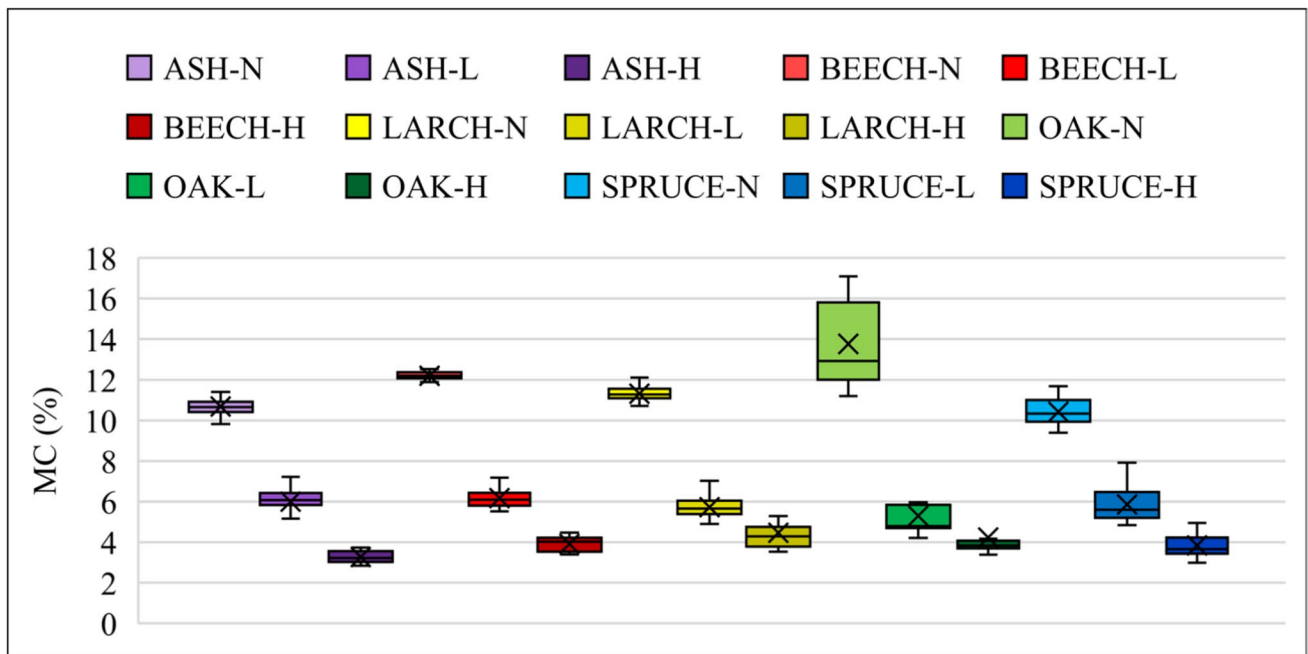 ASH-N ASH-L ASH-H BEECH-N BEECH-L
BEECH-H LARCH-N LARCH-L LARCH-H OAK-N
OAK-L OAK-H SPRUCE-N SPRUCE-L SPRUCE-H
18
16
14
12
10
8
6
4
2
0
MC (%)